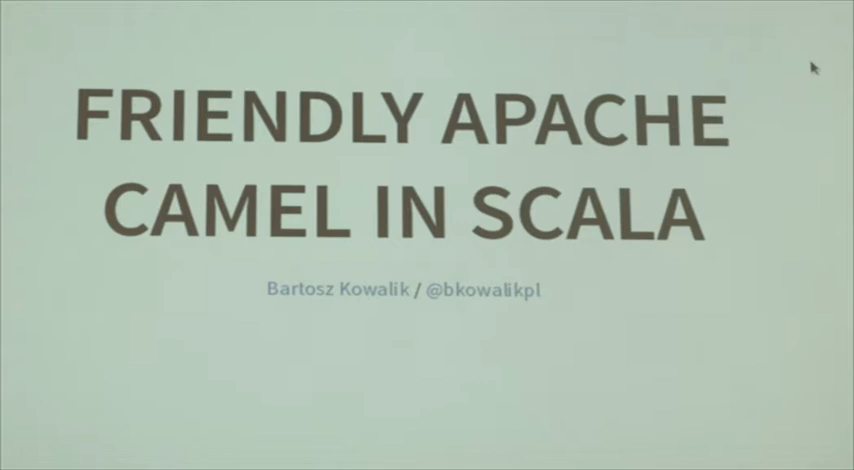 FRIENDLY APACHE
CAMEL IN SCALA
Bartosz Kowalik / @bkowalikpl